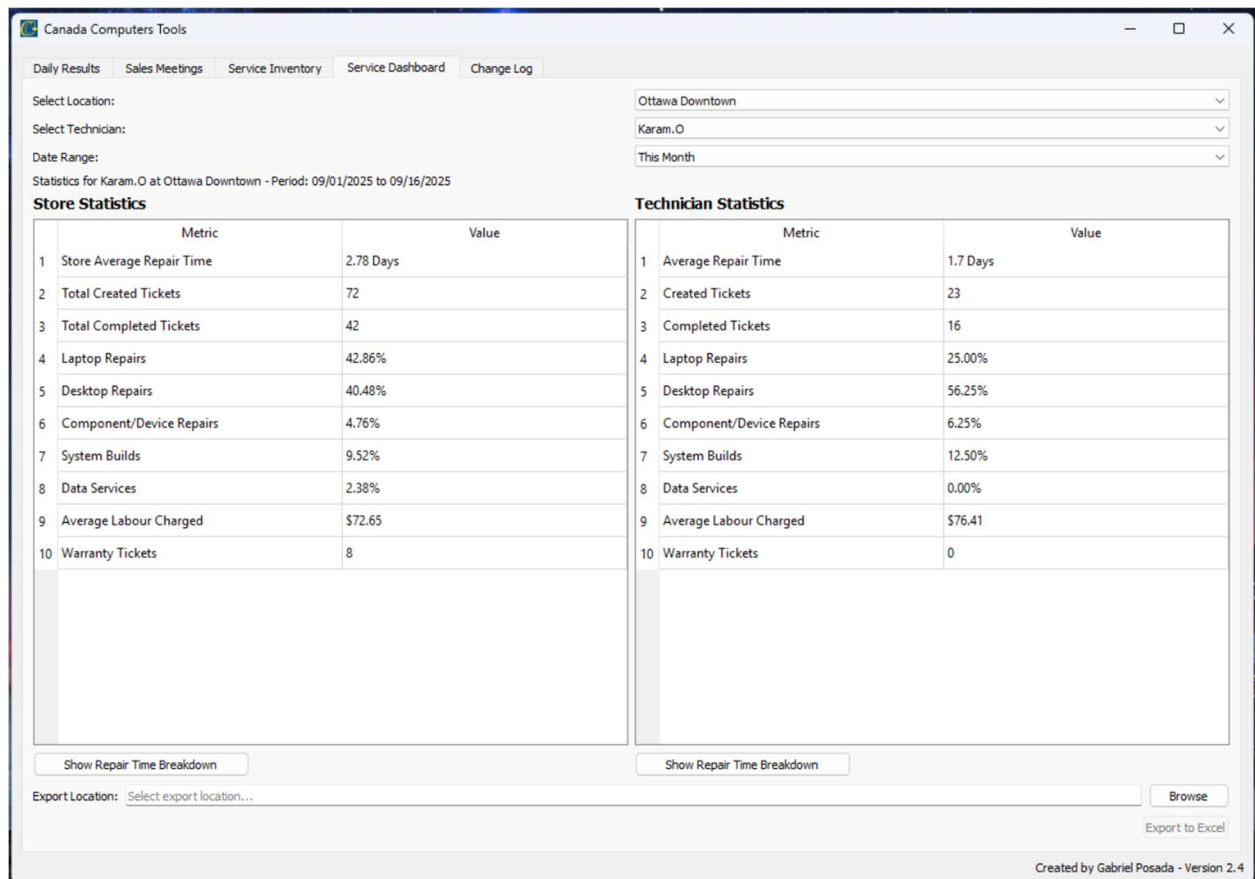 Canada Computers Tools
Daily Results Sales Meetings Service Inventory Service Dashboard Change Log
Select Location: Ottawa Downtown
Select Technician: Karam.O
Date Range: This Month
Statistics for Karam.O at Ottawa Downtown - Period: 09/01/2025 to 09/16/2025
Store Statistics
Metric Value
1 Store Average Repair Time 2.78 Days
2 Total Created Tickets 72
3 Total Completed Tickets 42
4 Laptop Repairs 42.86%
5 Desktop Repairs 40.48%
6 Component/Device Repairs 4.76%
7 System Builds 9.52%
8 Data Services 2.38%
9 Average Labour Charged $72.65
10 Warranty Tickets 8
Show Repair Time Breakdown
Technician Statistics
Metric Value
1 Average Repair Time 1.7 Days
2 Created Tickets 23
3 Completed Tickets 16
4 Laptop Repairs 25.00%
5 Desktop Repairs 56.25%
6 Component/Device Repairs 6.25%
7 System Builds 12.50%
8 Data Services 0.00%
9 Average Labour Charged $76.41
10 Warranty Tickets 0
Show Repair Time Breakdown
Export Location: Select export location... Browse
Export to Excel
Created by Gabriel Posada - Version 2.4